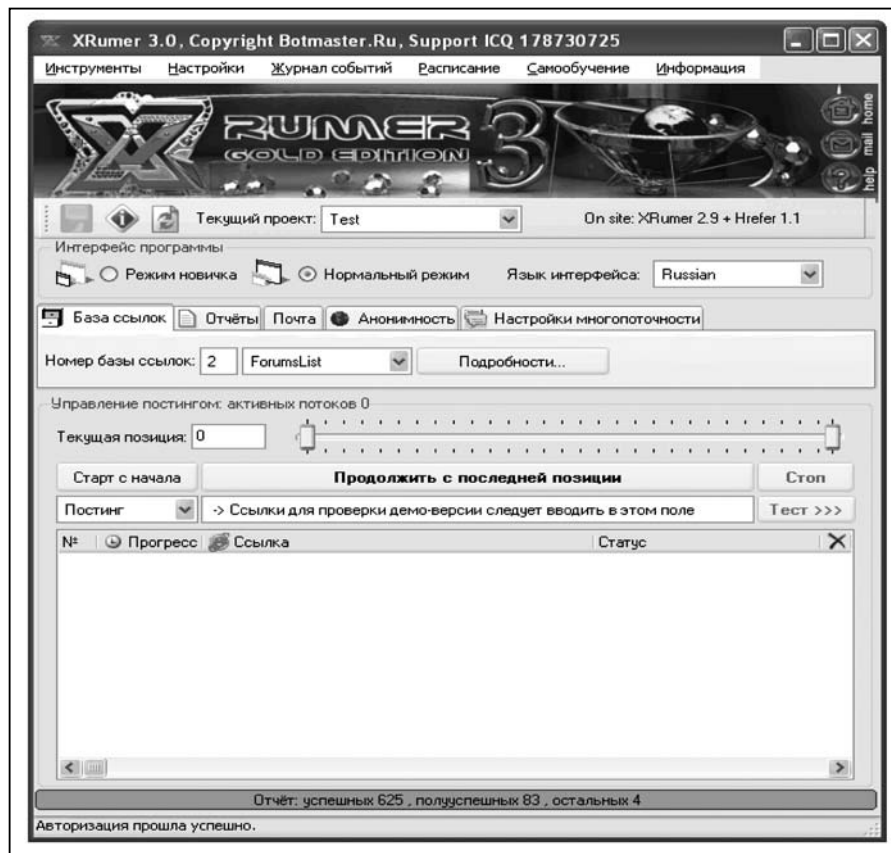 XRumer 3.0, Copyright Botmaster.Ru, Support ICQ 178730725
Инструменты Настройки Журнал событий Расписание Самообучение Информация
XRUMER 3
GOLD EDITION
home
mail
help
Текущий проект: Test On site: XRumer 2.9 + Hrefer 1.1
Интерфейс программы
Режим новичка Нормальный режим Язык интерфейса: Russian
База ссылок Отчёты Почта Анонимность Настройки многопоточности
Номер базы ссылок: 2 ForumsList Подробности...
Управление постингом: активных потоков 0
Текущая позиция: 0
Старт с начала Продолжить с последней позиции Стоп
Постинг -> Ссылки для проверки демо-версии следует вводить в этом поле Тест >>>
№ Прогресс Ссылка Статус
Отчёт: успешных 625 , полууспешных 83 , остальных 4
Авторизация прошла успешно.